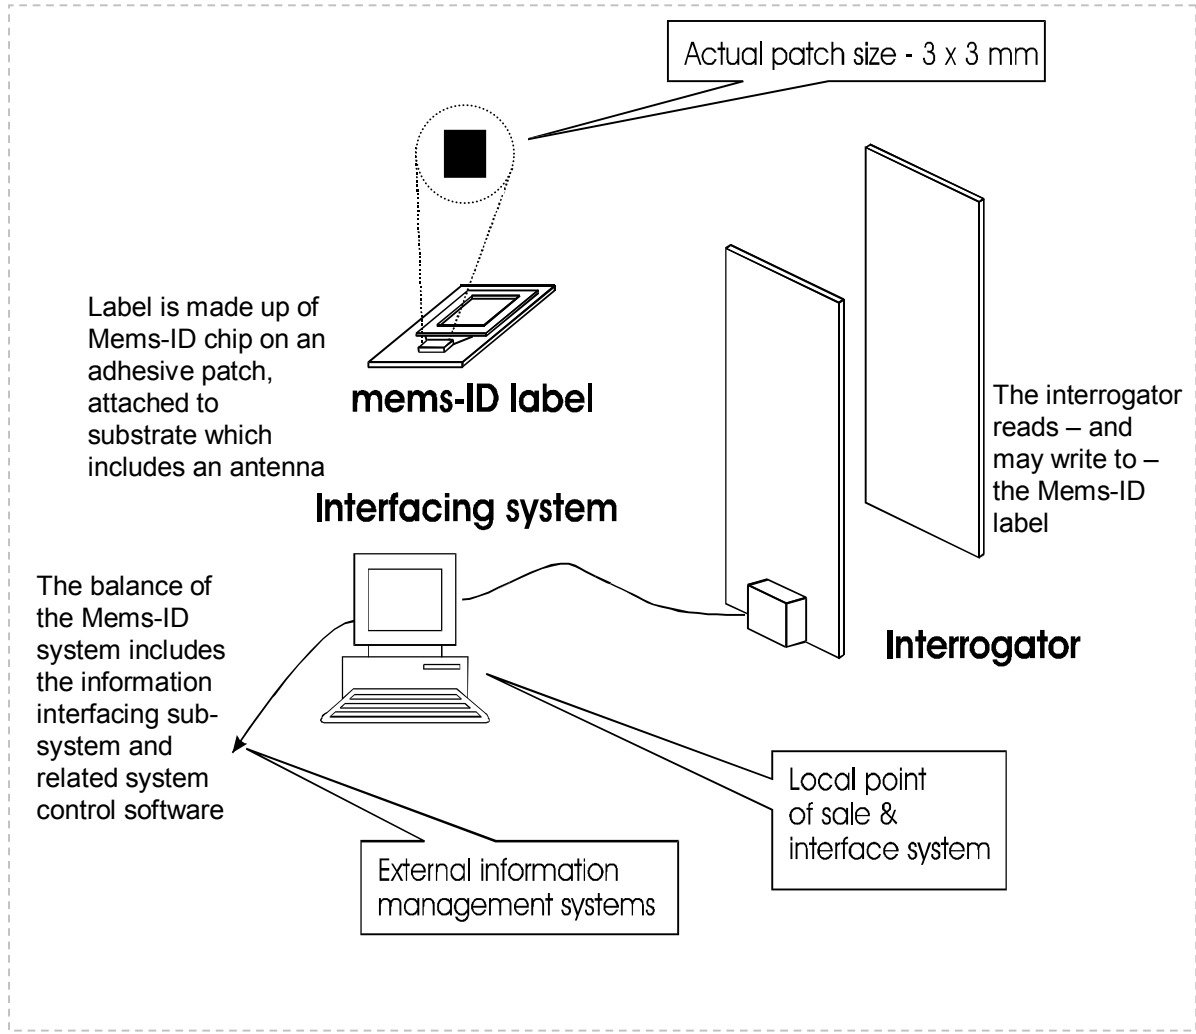 Actual patch size - 3 x 3 mm
Label is made up of
Mems-ID chip on an
adhesive patch,
attached to
substrate which
includes an antenna
mems-ID label
The interrogator
reads – and
may write to –
the Mems-ID
label
Interfacing system
The balance of
the Mems-ID
system includes
the information
interfacing sub-
system and
related system
control software
Interrogator
Local point
of sale &
interface system
External information
management systems